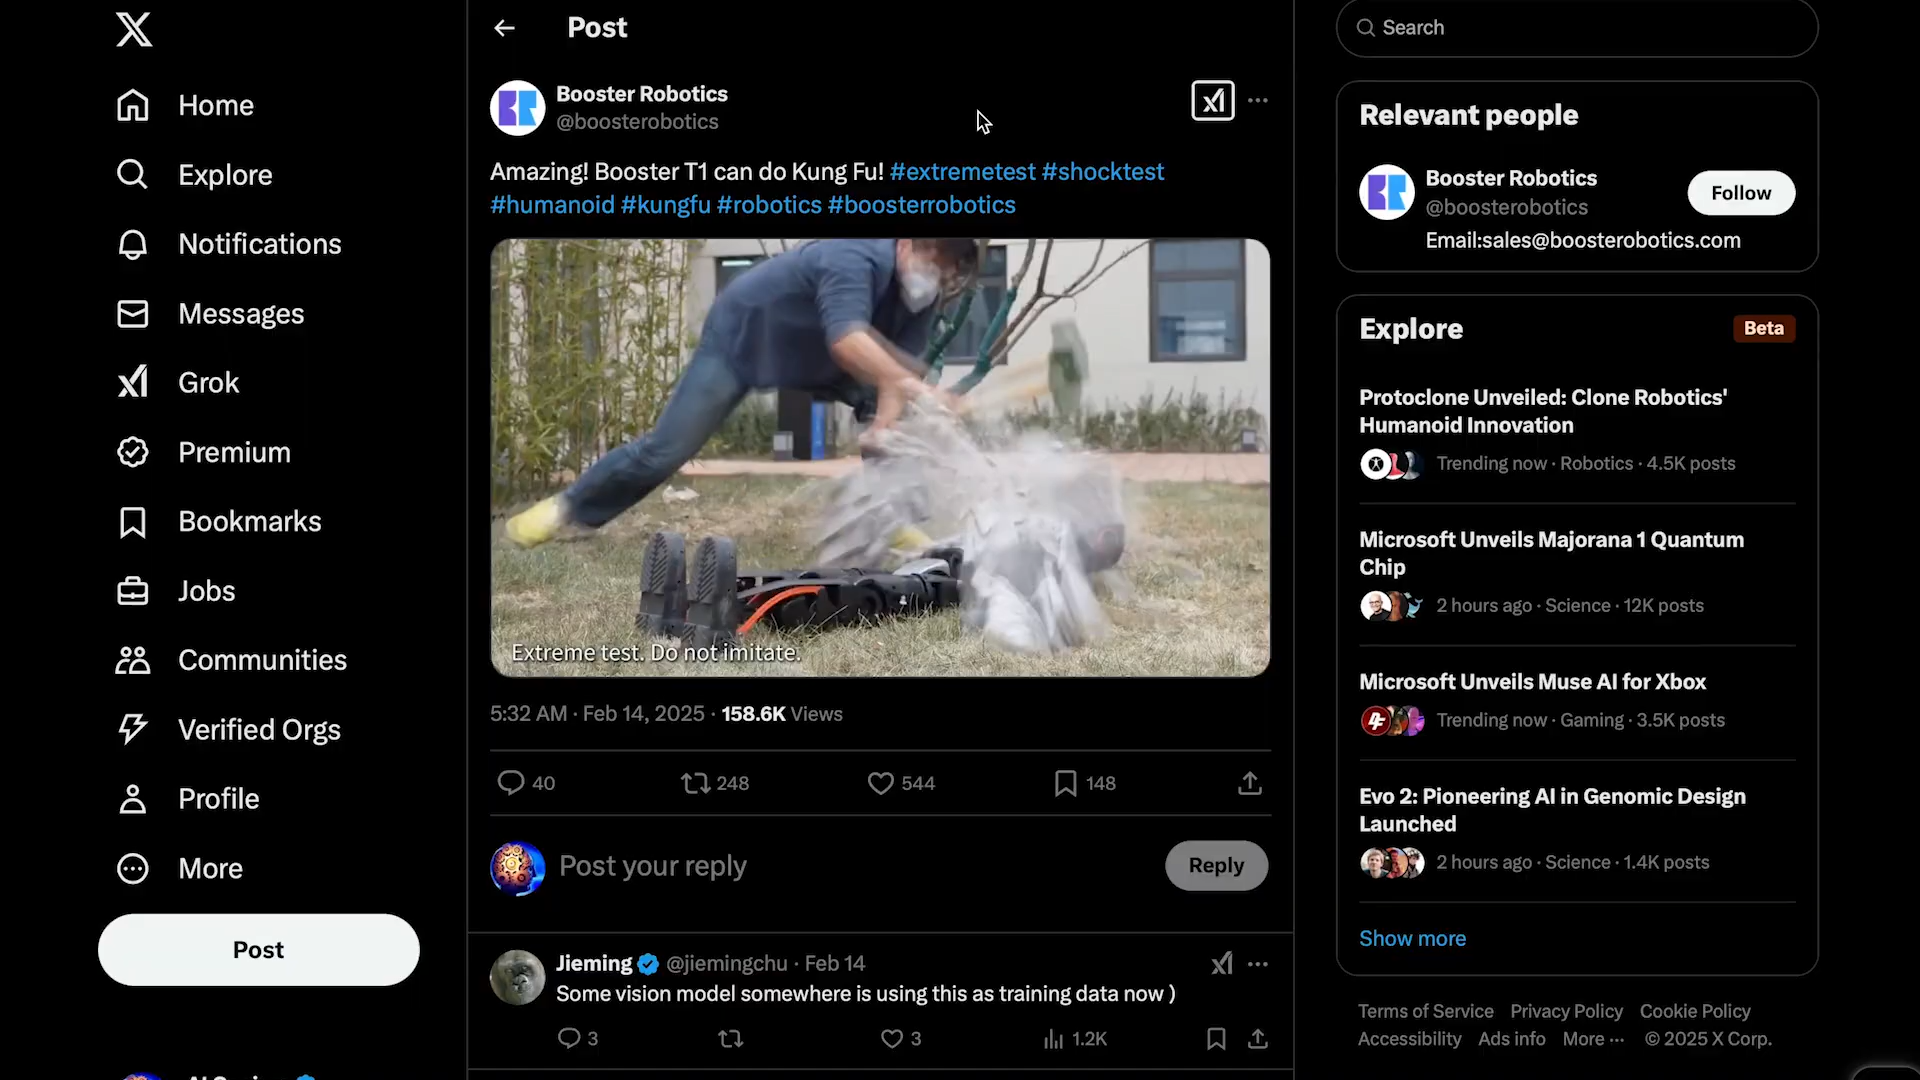 Home
Explore
Notifications
Messages
Grok
Premium
Bookmarks
Jobs
Communities
Verified Orgs
Profile
More
Post
Post
Booster Robotics
@boosterobotics
Amazing! Booster T1 can do Kung Fu! #extremetest #shocktest
#humanoid #kungfu #robotics #boosterrobotics
Extreme test. Do not imitate.
5:32 AM · Feb 14, 2025 · 158.6K Views
40 248 544 148
Post your reply
Reply
Jieming @jiemingchu · Feb 14
Some vision model somewhere is using this as training data now )
3 3 1.2K
Search
Relevant people
Booster Robotics
@boosterobotics
Follow
Email:sales@boosterobotics.com
Explore
Beta
Protoclone Unveiled: Clone Robotics'
Humanoid Innovation
Trending now · Robotics · 4.5K posts
Microsoft Unveils Majorana 1 Quantum
Chip
2 hours ago · Science · 12K posts
Microsoft Unveils Muse AI for Xbox
Trending now · Gaming · 3.5K posts
Evo 2: Pioneering AI in Genomic Design
Launched
2 hours ago · Science · 1.4K posts
Show more
Terms of Service Privacy Policy Cookie Policy
Accessibility Ads info More ··· © 2025 X Corp.